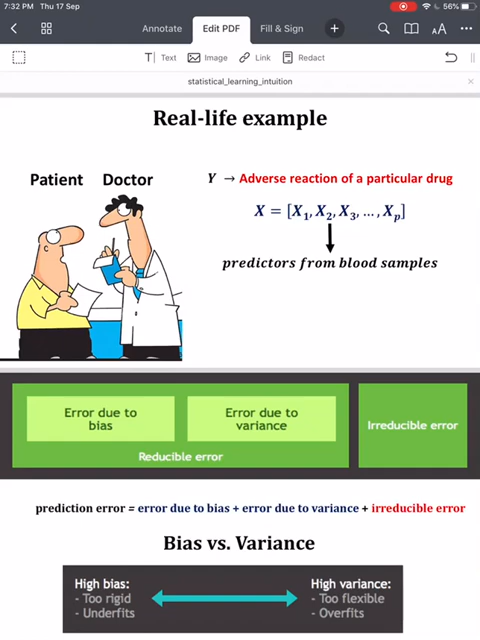 7:32 PM Thu 17 Sep 56%
Annotate Edit PDF Fill & Sign + AA
T Text Image Link Redact
statistical_learning_intuition ×
Real-life example
Patient Doctor
Y → Adverse reaction of a particular drug
X = [X₁, X₂, X₃, ..., Xₚ]
predictors from blood samples
Error due to bias
Error due to variance
Irreducible error
Reducible error
prediction error = error due to bias + error due to variance + irreducible error
Bias vs. Variance
High bias:
- Too rigid
- Underfits
High variance:
- Too flexible
- Overfits